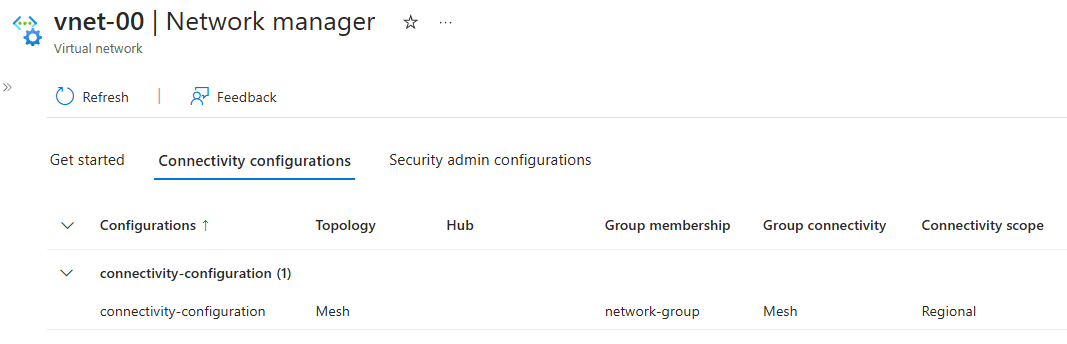 vnet-00 | Network manager
Virtual network
Refresh
Feedback
Get started Connectivity configurations Security admin configurations
Configurations ↑ Topology Hub Group membership Group connectivity Connectivity scope
connectivity-configuration (1)
connectivity-configuration Mesh network-group Mesh Regional